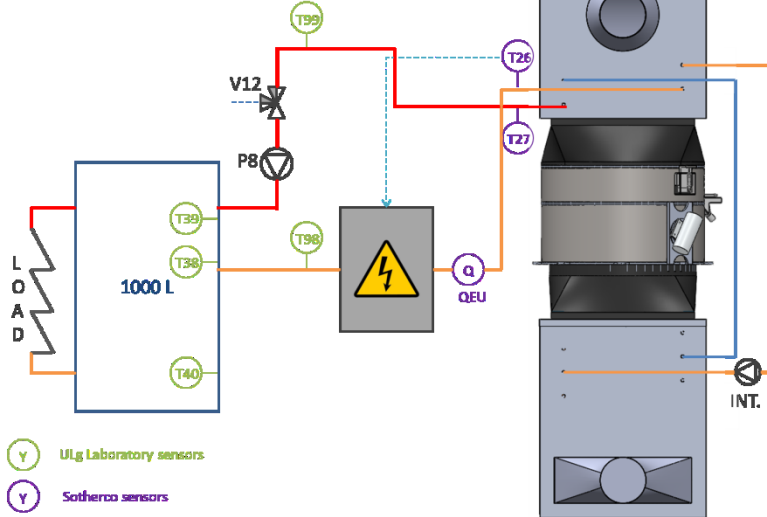 T99
T26
V12
T27
P8
T39
T98
T38
L
O
A
D
1000 L
Q
QEU
T40
INT.
Y ULg Laboratory sensors
Y Sotherco sensors